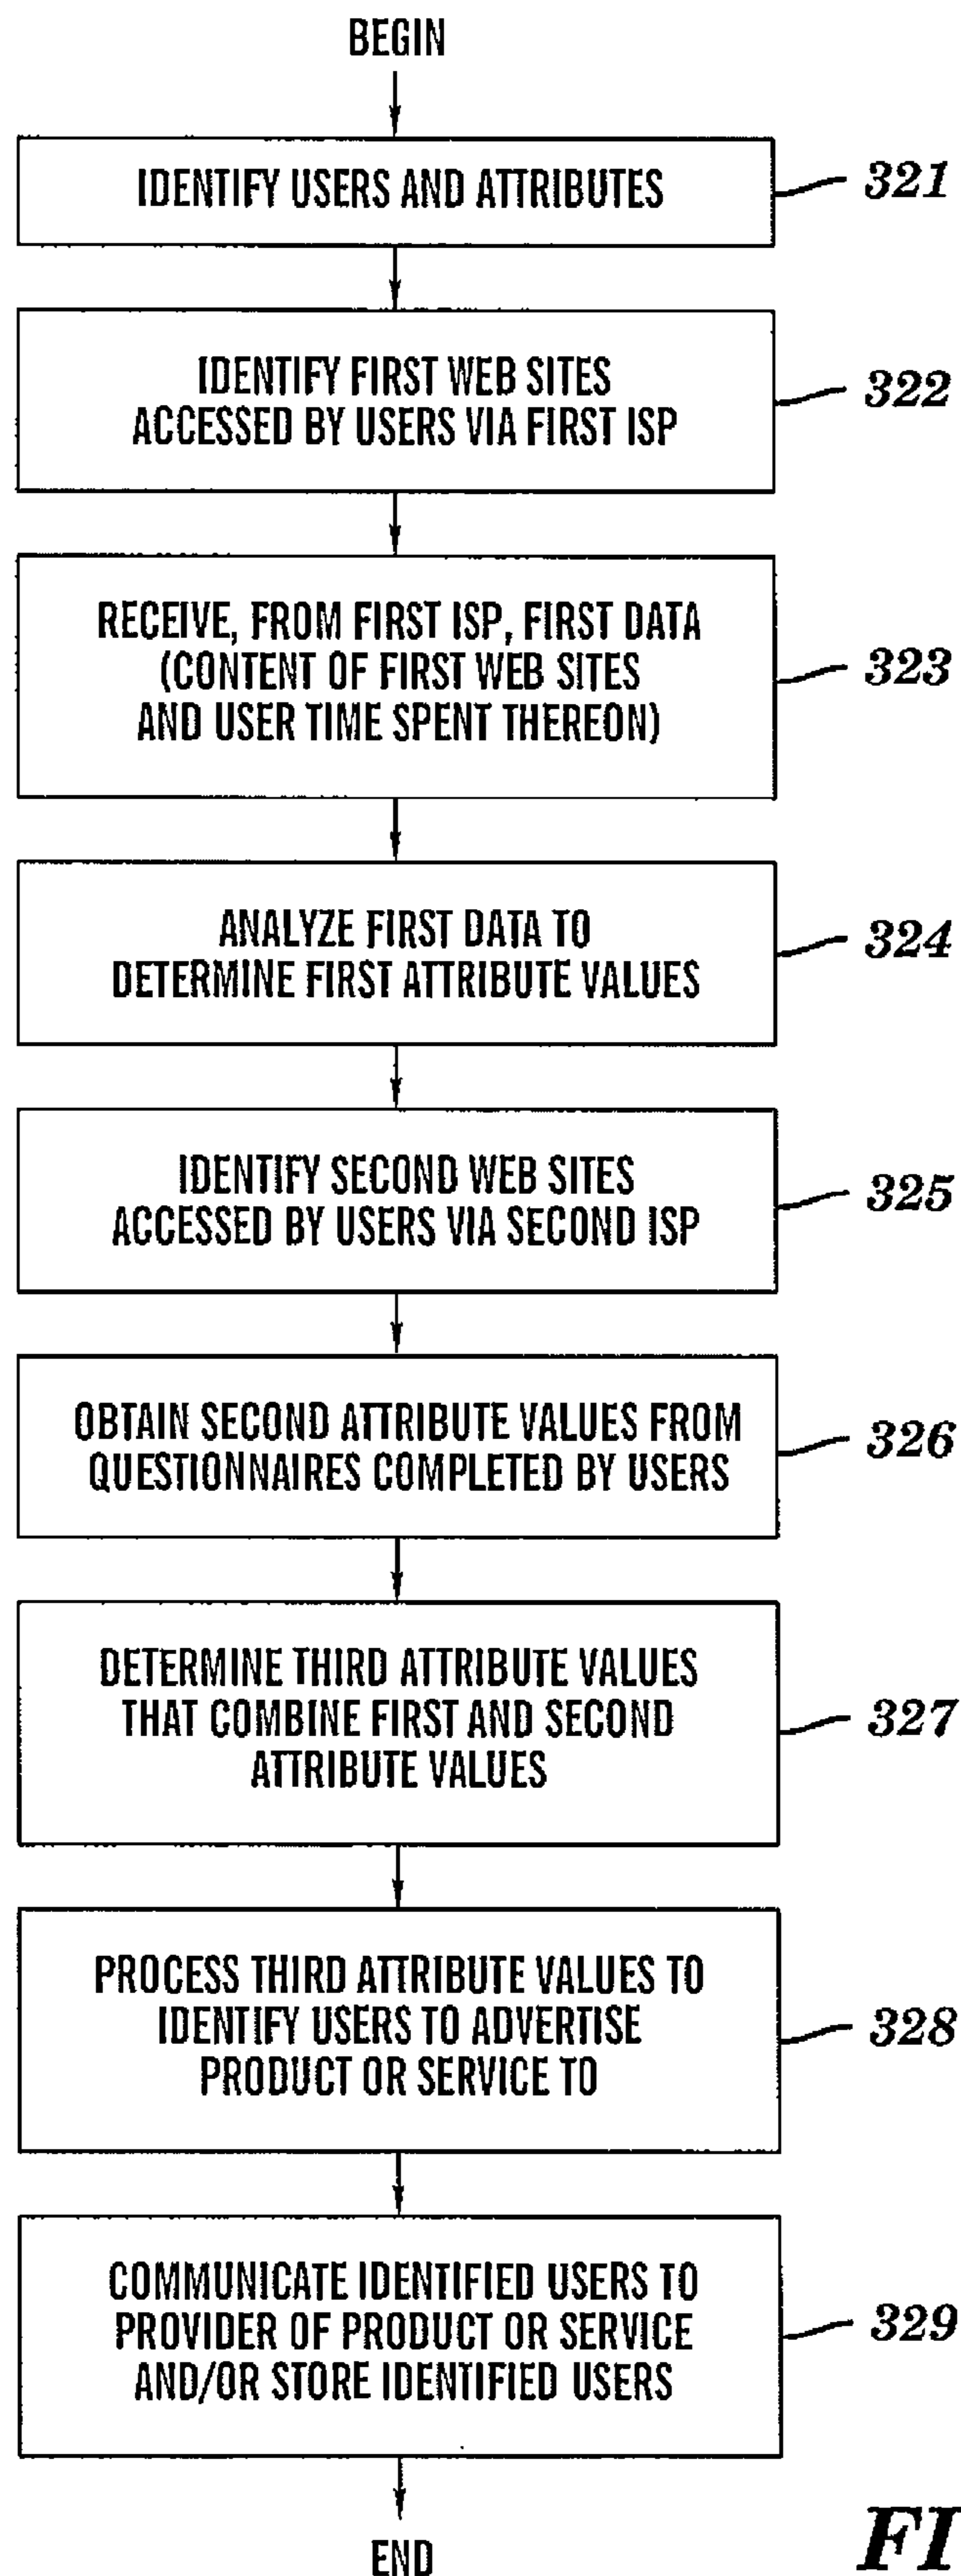 BEGIN
IDENTIFY USERS AND ATTRIBUTES
321
IDENTIFY FIRST WEB SITES
ACCESSED BY USERS VIA FIRST ISP
322
RECEIVE, FROM FIRST ISP, FIRST DATA
(CONTENT OF FIRST WEB SITES
AND USER TIME SPENT THEREON)
323
ANALYZE FIRST DATA TO
DETERMINE FIRST ATTRIBUTE VALUES
324
IDENTIFY SECOND WEB SITES
ACCESSED BY USERS VIA SECOND ISP
325
OBTAIN SECOND ATTRIBUTE VALUES FROM
QUESTIONNAIRES COMPLETED BY USERS
326
DETERMINE THIRD ATTRIBUTE VALUES
THAT COMBINE FIRST AND SECOND
ATTRIBUTE VALUES
327
PROCESS THIRD ATTRIBUTE VALUES TO
IDENTIFY USERS TO ADVERTISE
PRODUCT OR SERVICE TO
328
COMMUNICATE IDENTIFIED USERS TO
PROVIDER OF PRODUCT OR SERVICE
AND/OR STORE IDENTIFIED USERS
329
END
FI